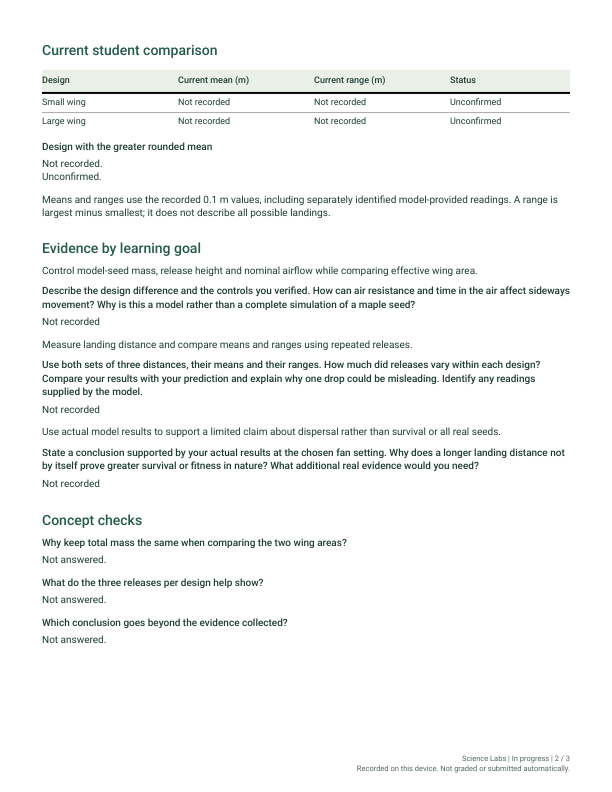 Current student comparison
Design Current mean (m) Current range (m) Status
Small wing Not recorded Not recorded Unconfirmed
Large wing Not recorded Not recorded Unconfirmed
Design with the greater rounded mean
Not recorded.
Unconfirmed.
Means and ranges use the recorded 0.1 m values, including separately identified model-provided readings. A range is
largest minus smallest; it does not describe all possible landings.
Evidence by learning goal
Control model-seed mass, release height and nominal airflow while comparing effective wing area.
Describe the design difference and the controls you verified. How can air resistance and time in the air affect sideways
movement? Why is this a model rather than a complete simulation of a maple seed?
Not recorded
Measure landing distance and compare means and ranges using repeated releases.
Use both sets of three distances, their means and their ranges. How much did releases vary within each design?
Compare your results with your prediction and explain why one drop could be misleading. Identify any readings
supplied by the model.
Not recorded
Use actual model results to support a limited claim about dispersal rather than survival or all real seeds.
State a conclusion supported by your actual results at the chosen fan setting. Why does a longer landing distance not
by itself prove greater survival or fitness in nature? What additional real evidence would you need?
Not recorded
Concept checks
Why keep total mass the same when comparing the two wing areas?
Not answered.
What do the three releases per design help show?
Not answered.
Which conclusion goes beyond the evidence collected?
Not answered.
Science Labs | In progress | 2 / 3
Recorded on this device. Not graded or submitted automatically.